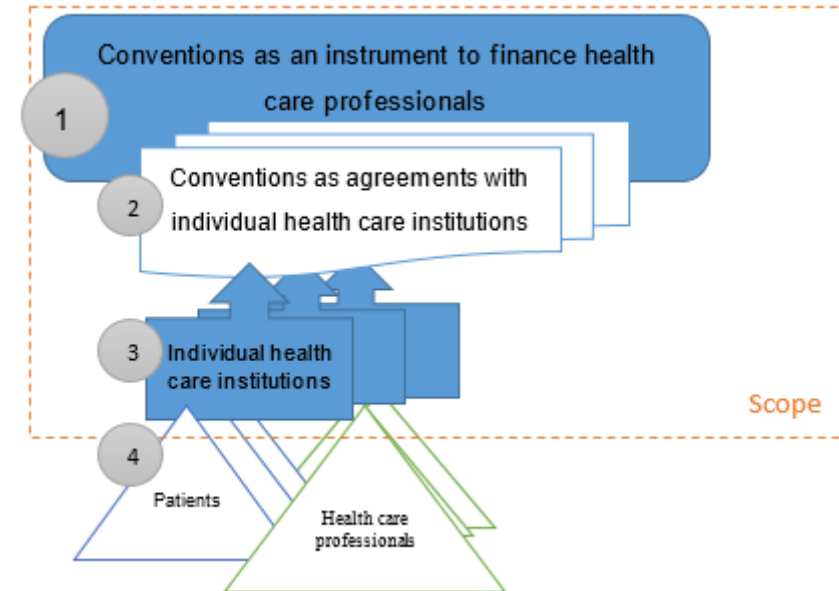 Conventions as an instrument to finance health
care professionals
1
Conventions as agreements with
2
individual health care institutions
3
Individual health
care institutions
Scope
4
Patients
Health care
professionals